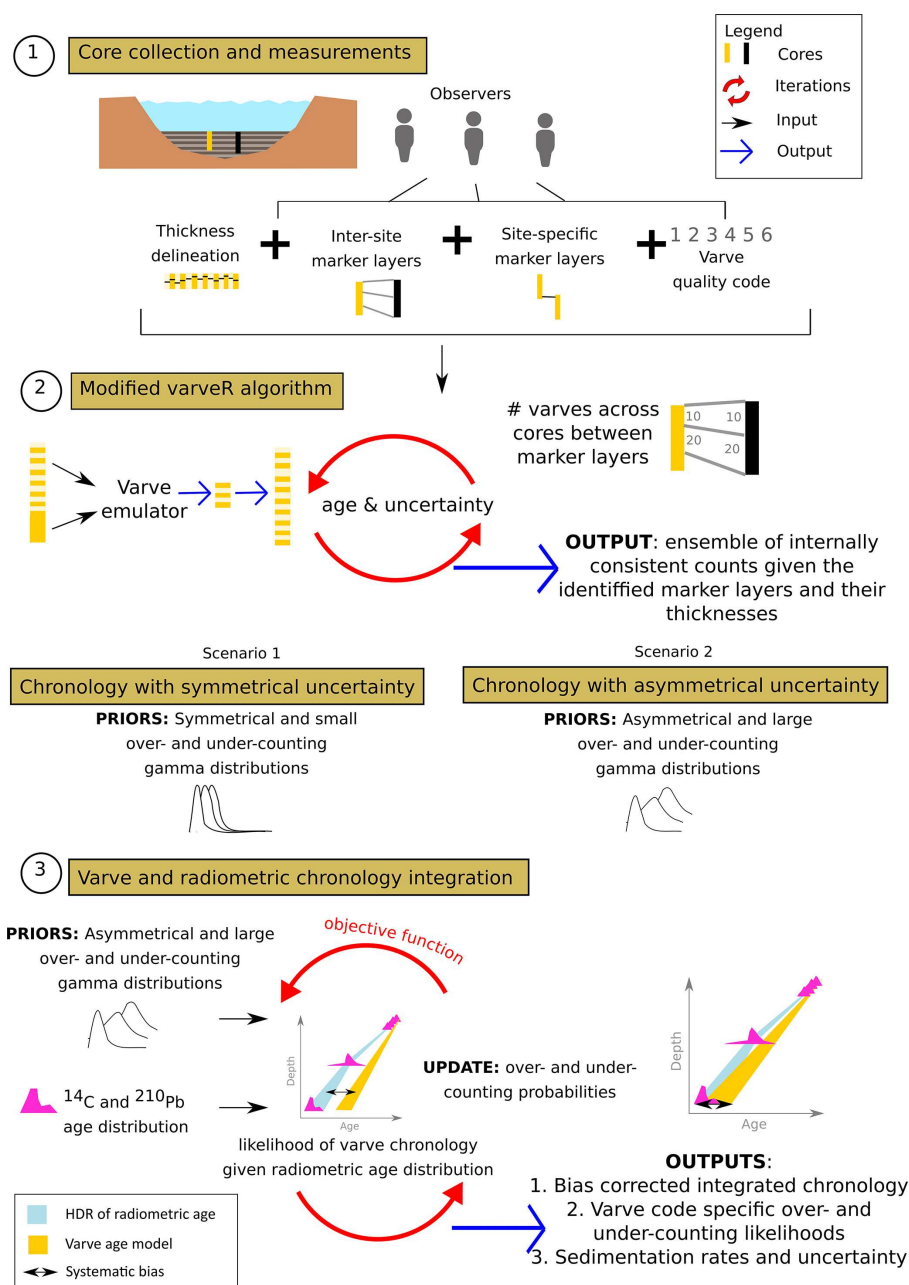 1
Core collection and measurements
Legend
Cores
Iterations
Input
Output
Observers
Thickness
delineation
Inter-site
marker layers
Site-specific
marker layers
1 2 3 4 5 6
Varve
quality code
2
Modified varveR algorithm
# varves across
cores between
marker layers
10 10
20 20
Varve
emulator
age & uncertainty
OUTPUT: ensemble of internally
consistent counts given the
identiffied marker layers and their
thicknesses
Scenario 1
Chronology with symmetrical uncertainty
PRIORS: Symmetrical and small
over- and under-counting
gamma distributions
Scenario 2
Chronology with asymmetrical uncertainty
PRIORS: Asymmetrical and large
over- and under-counting
gamma distributions
3
Varve and radiometric chronology integration
PRIORS: Asymmetrical and large
over- and under-counting
gamma distributions
objective function
14C and 210Pb
age distribution
Depth
Age
UPDATE: over- and under-
counting probabilities
likelihood of varve chronology
given radiometric age distribution
Depth
Age
OUTPUTS:
1. Bias corrected integrated chronology
2. Varve code specific over- and
under-counting likelihoods
3. Sedimentation rates and uncertainty
HDR of radiometric age
Varve age model
Systematic bias